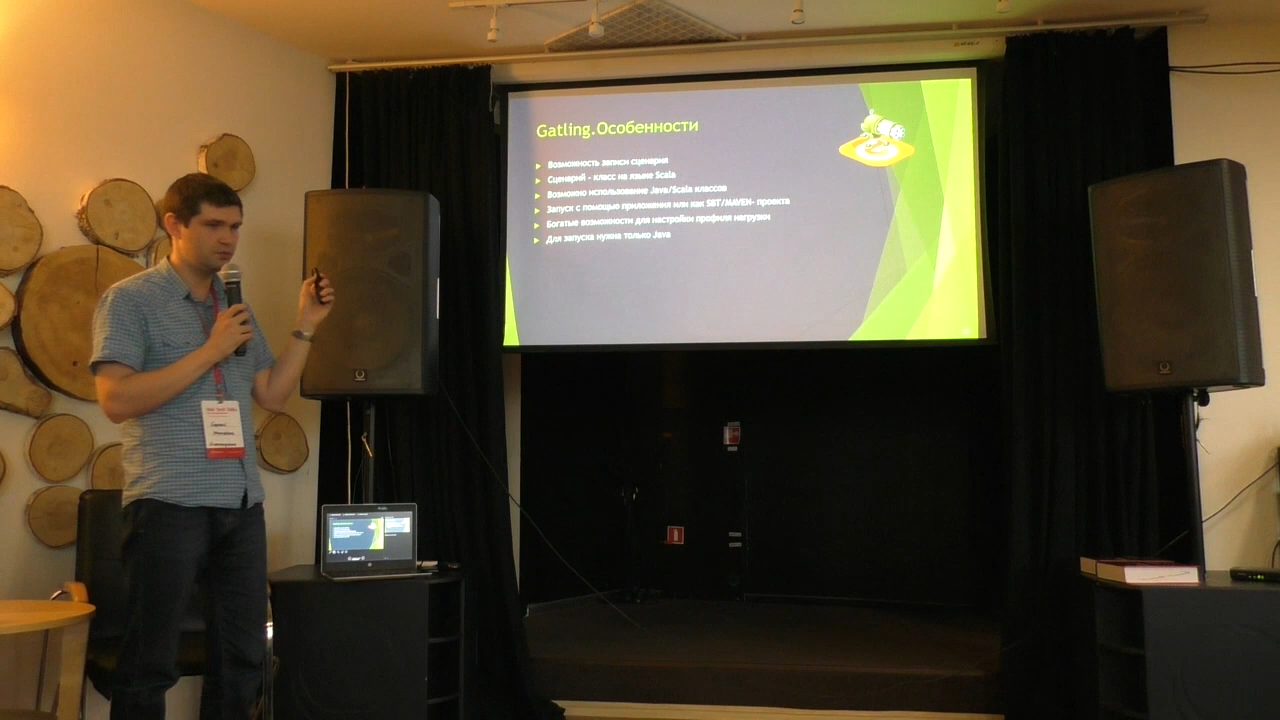 Gatling.Особенности
Возможность записи сценария
Сценарий - класс на языке Scala
Возможно использование Java/Scala классов
Запуск с помощью приложения или как SBT/MAVEN- проекта
Богатые возможности для настройки профиля нагрузки
Для запуска нужна только Java